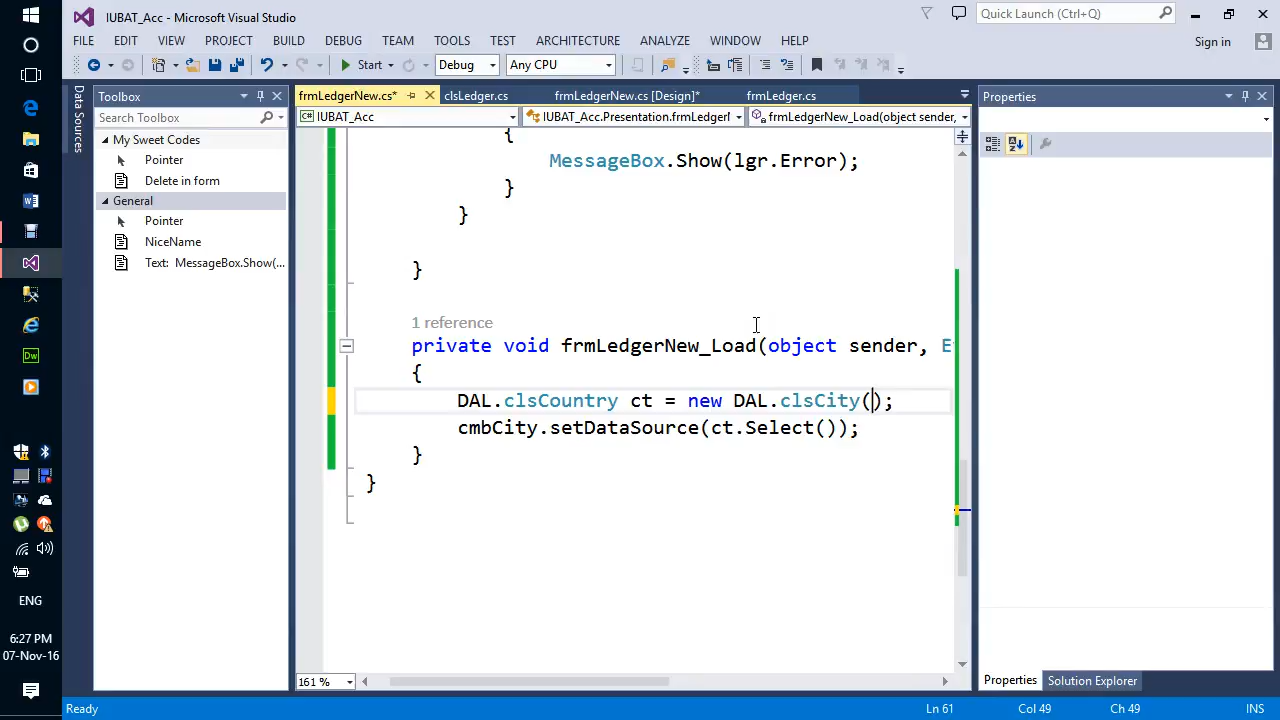 IUBAT_Acc - Microsoft Visual Studio
Quick Launch (Ctrl+Q)
FILE EDIT VIEW PROJECT BUILD DEBUG TEAM TOOLS TEST ARCHITECTURE ANALYZE WINDOW HELP
Sign in
Start
Debug
Any CPU
Data Sources
Toolbox
Search Toolbox
My Sweet Codes
Pointer
Delete in form
General
Pointer
NiceName
Text: MessageBox.Show(...
frmLedgerNew.cs*
clsLedger.cs
frmLedgerNew.cs [Design]*
frmLedger.cs
IUBAT_Acc
IUBAT_Acc.Presentation.frmLedgerN
frmLedgerNew_Load(object sender,
{
MessageBox.Show(lgr.Error);
}
}
}
1 reference
private void frmLedgerNew_Load(object sender, E
{
DAL.clsCountry ct = new DAL.clsCity();
cmbCity.setDataSource(ct.Select());
}
}
161 %
Properties
Properties
Solution Explorer
ENG
6:27 PM
07-Nov-16
Ready
Ln 61
Col 49
Ch 49
INS